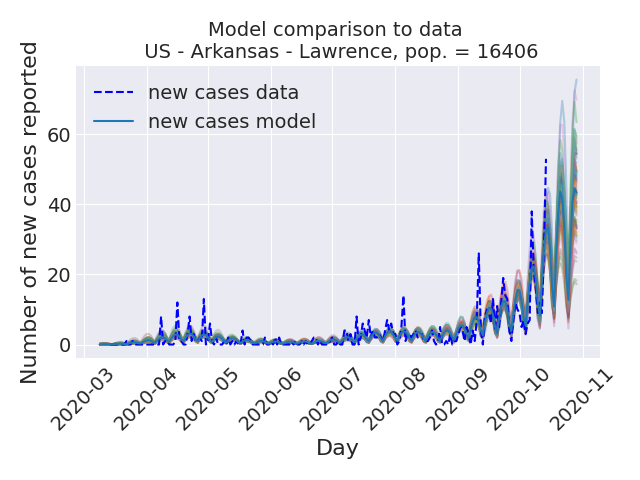 Model comparison to data
US - Arkansas - Lawrence, pop. = 16406
new cases data
new cases model
Number of new cases reported
60
40
20
0
2020-03
2020-04
2020-05
2020-06
2020-07
2020-08
2020-09
2020-10
2020-11
Day